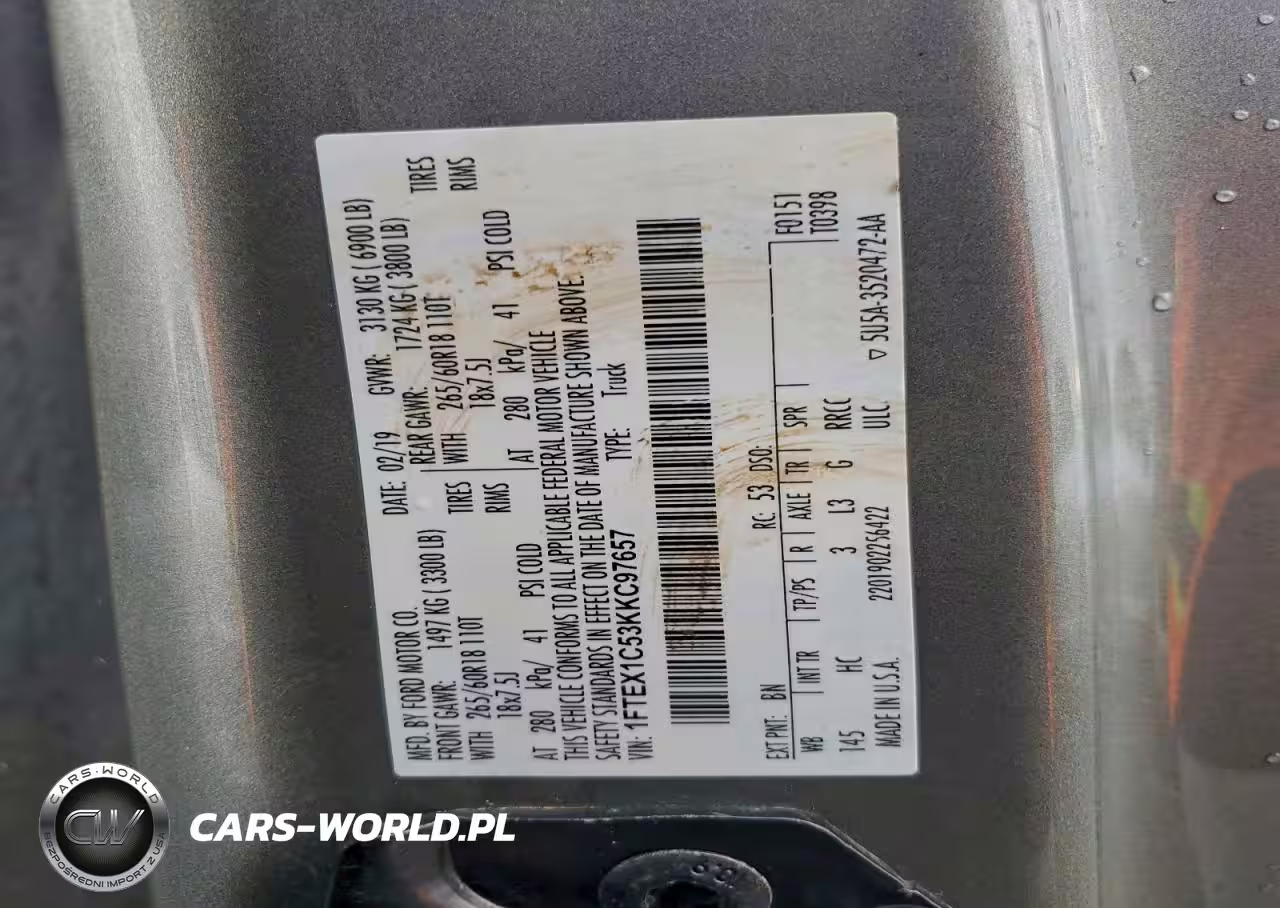 MFD. BY FORD MOTOR CO.
DATE: 02/19 GVWR: 3130 KG ( 6900 LB)
FRONT GAWR: 1497 KG ( 3300 LB)
REAR GAWR: 1724 KG ( 3800 LB)
WITH 265/60R18 110T TIRES
WITH 265/60R18 110T TIRES
18x7.5J RIMS
18x7.5J RIMS
AT 280 kPa/ 41 PSI COLD
AT 280 kPa/ 41 PSI COLD
THIS VEHICLE CONFORMS TO ALL APPLICABLE FEDERAL MOTOR VEHICLE
SAFETY STANDARDS IN EFFECT ON THE DATE OF MANUFACTURE SHOWN ABOVE.
VIN: 1FTEX1C53KKC97657 TYPE: Truck
EXT PNT: BN RC: 53 DSO: F0151
WB INT TR TP/PS R AXLE TR SPR T0398
145 HC 3 L3 G RRCC
MADE IN U.S.A. 2201902256422 ULC. ▽ 5U5A-3520472-AA
CARS-WORLD
CW
BEZPOŚREDNI IMPORT Z USA
CARS-WORLD.PL